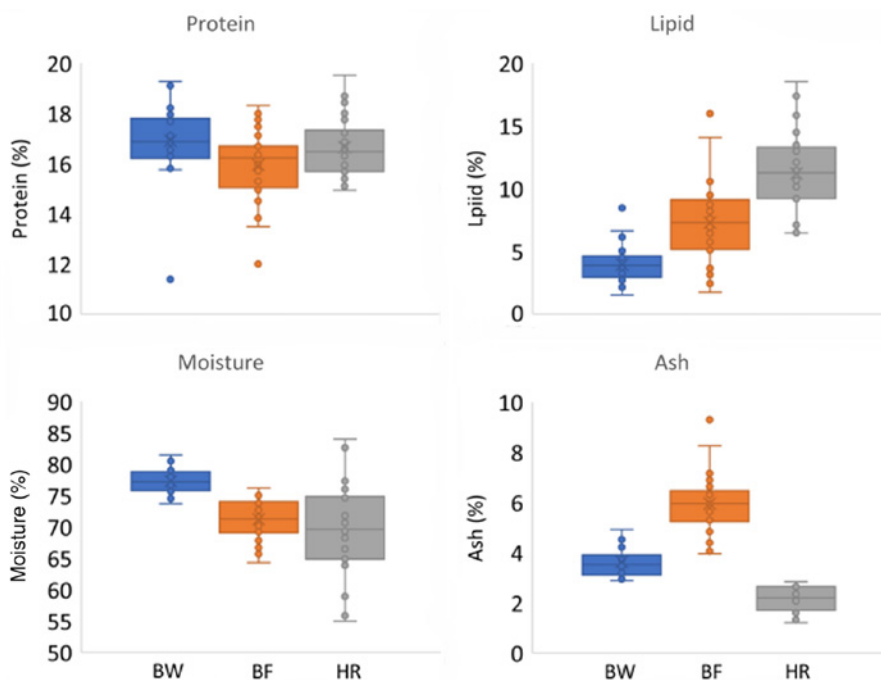 Protein
Protein (%)
20
18
16
14
12
10
Lipid
Lpiid (%)
20
15
10
5
0
Moisture
Moisture (%)
90
85
80
75
70
65
60
55
50
BW
BF
HR
Ash
Ash (%)
10
8
6
4
2
0
BW
BF
HR